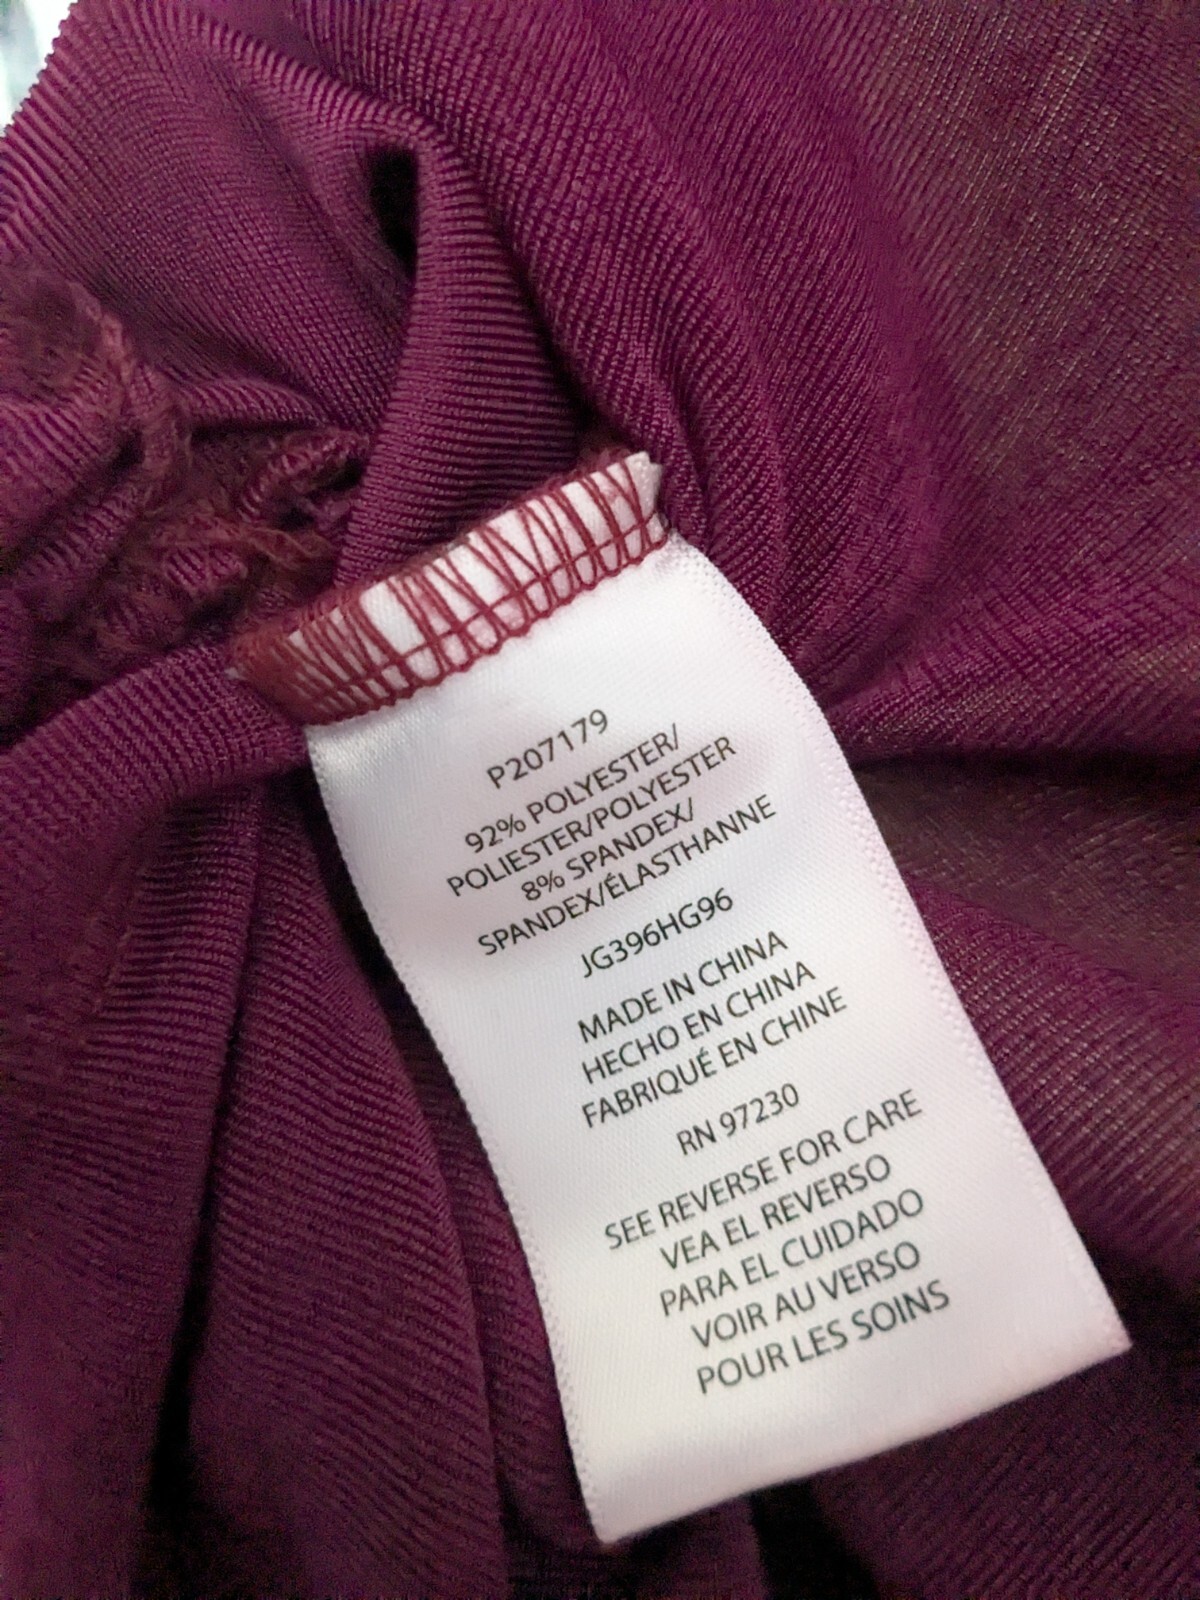 P207179
92% POLYESTER/
POLIESTER/POLYESTER
8% SPANDEX/
SPANDEX/ÉLASTHANNE
JG396HG96
MADE IN CHINA
HECHO EN CHINA
FABRIQUÉ EN CHINE
RN 97230
SEE REVERSE FOR CARE
VEA EL REVERSO
PARA EL CUIDADO
VOIR AU VERSO
POUR LES SOINS